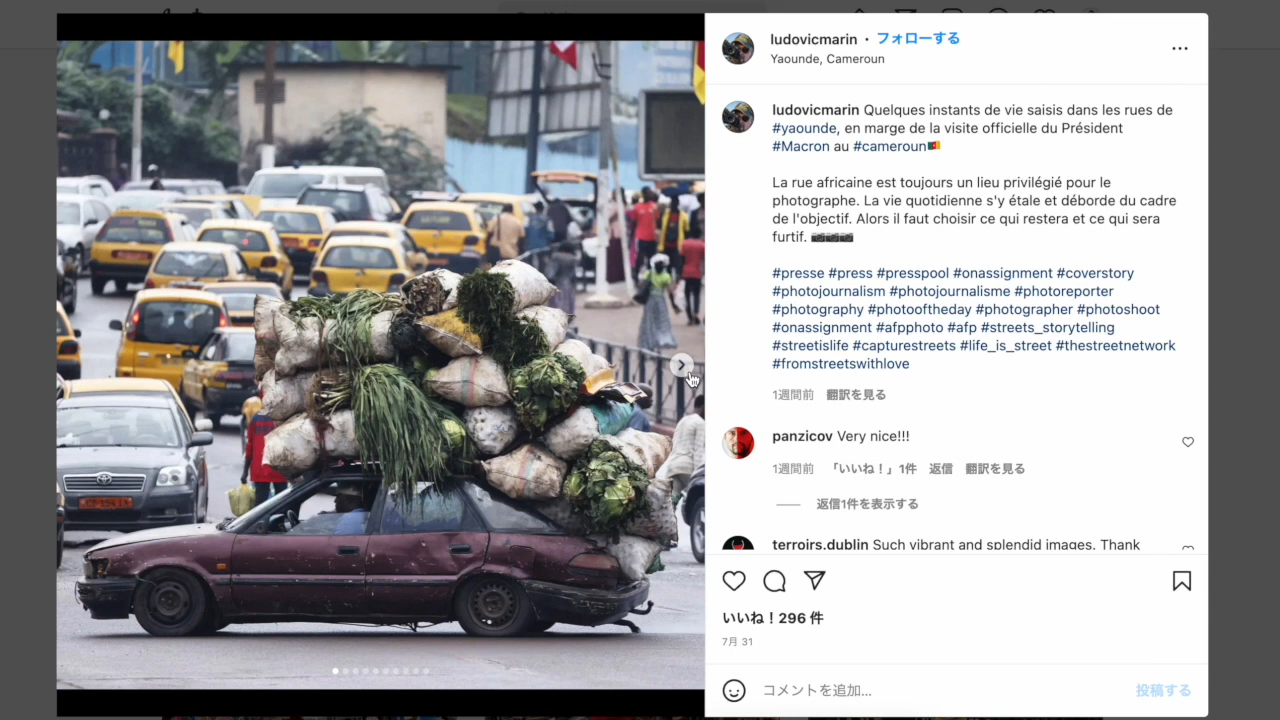 ludovicmarin • フォローする
Yaounde, Cameroun
ludovicmarin Quelques instants de vie saisis dans les rues de
#yaounde, en marge de la visite officielle du Président
#Macron au #cameroun🇨🇲
La rue africaine est toujours un lieu privilégié pour le
photographe. La vie quotidienne s'y étale et déborde du cadre
de l'objectif. Alors il faut choisir ce qui restera et ce qui sera
furtif. 📷📷📷
#presse #press #presspool #onassignment #coverstory
#photojournalism #photojournalisme #photoreporter
#photography #photooftheday #photographer #photoshoot
#onassignment #afpphoto #afp #streets_storytelling
#streetislife #capturestreets #life_is_street #thestreetnetwork
#fromstreetswithlove
1週間前 翻訳を見る
panzicov Very nice!!!
1週間前 「いいね！」1件 返信 翻訳を見る
返信1件を表示する
terroirs.dublin Such vibrant and splendid images. Thank
いいね！296 件
7月 31
コメントを追加...
投稿する